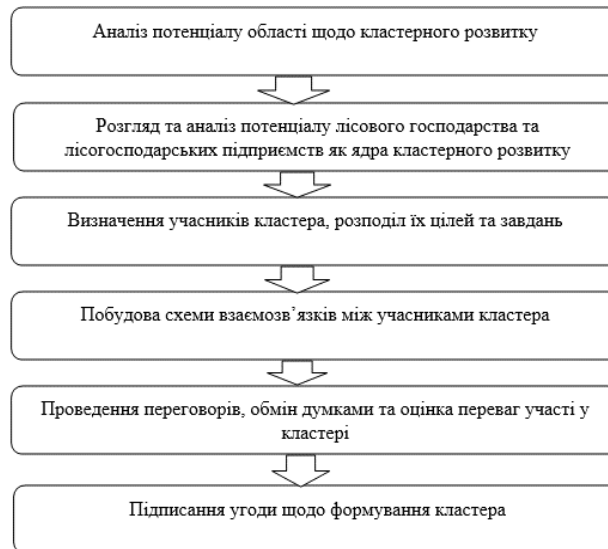 Аналіз потенціалу області щодо кластерного розвитку
Розгляд та аналіз потенціалу лісового господарства та
лісогосподарських підприємств як ядра кластерного розвитку
Визначення учасників кластера, розподіл їх цілей та завдань
Побудова схеми взаємозв’язків між учасниками кластера
Проведення переговорів, обмін думками та оцінка переваг участі у
кластері
Підписання угоди щодо формування кластера